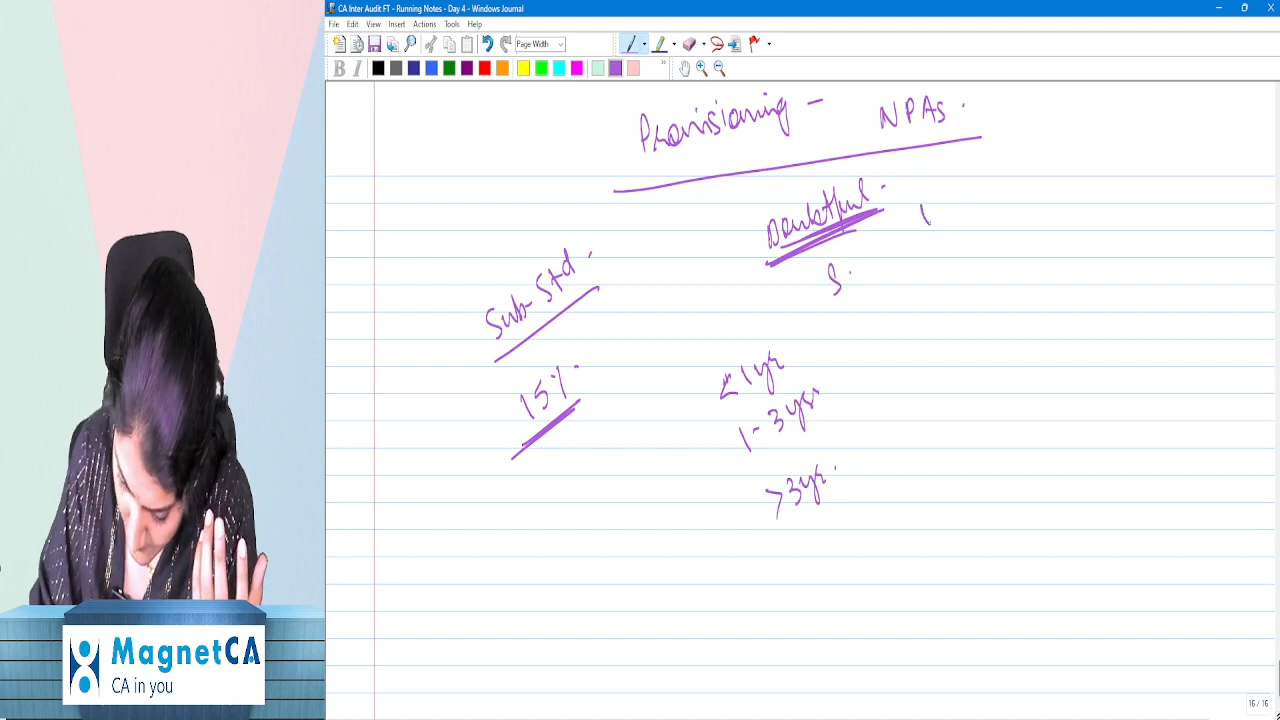 CA Inter Audit FT - Running Notes - Day 4 - Windows Journal
File Edit View Insert Actions Tools Help
Page Width
B I
Provisioning - NPAs.
Doubtful.
S.
Sub-Std.
15%.
<1yr
1-3yrs
>3yr.
MagnetCA
CA in you
16 / 16